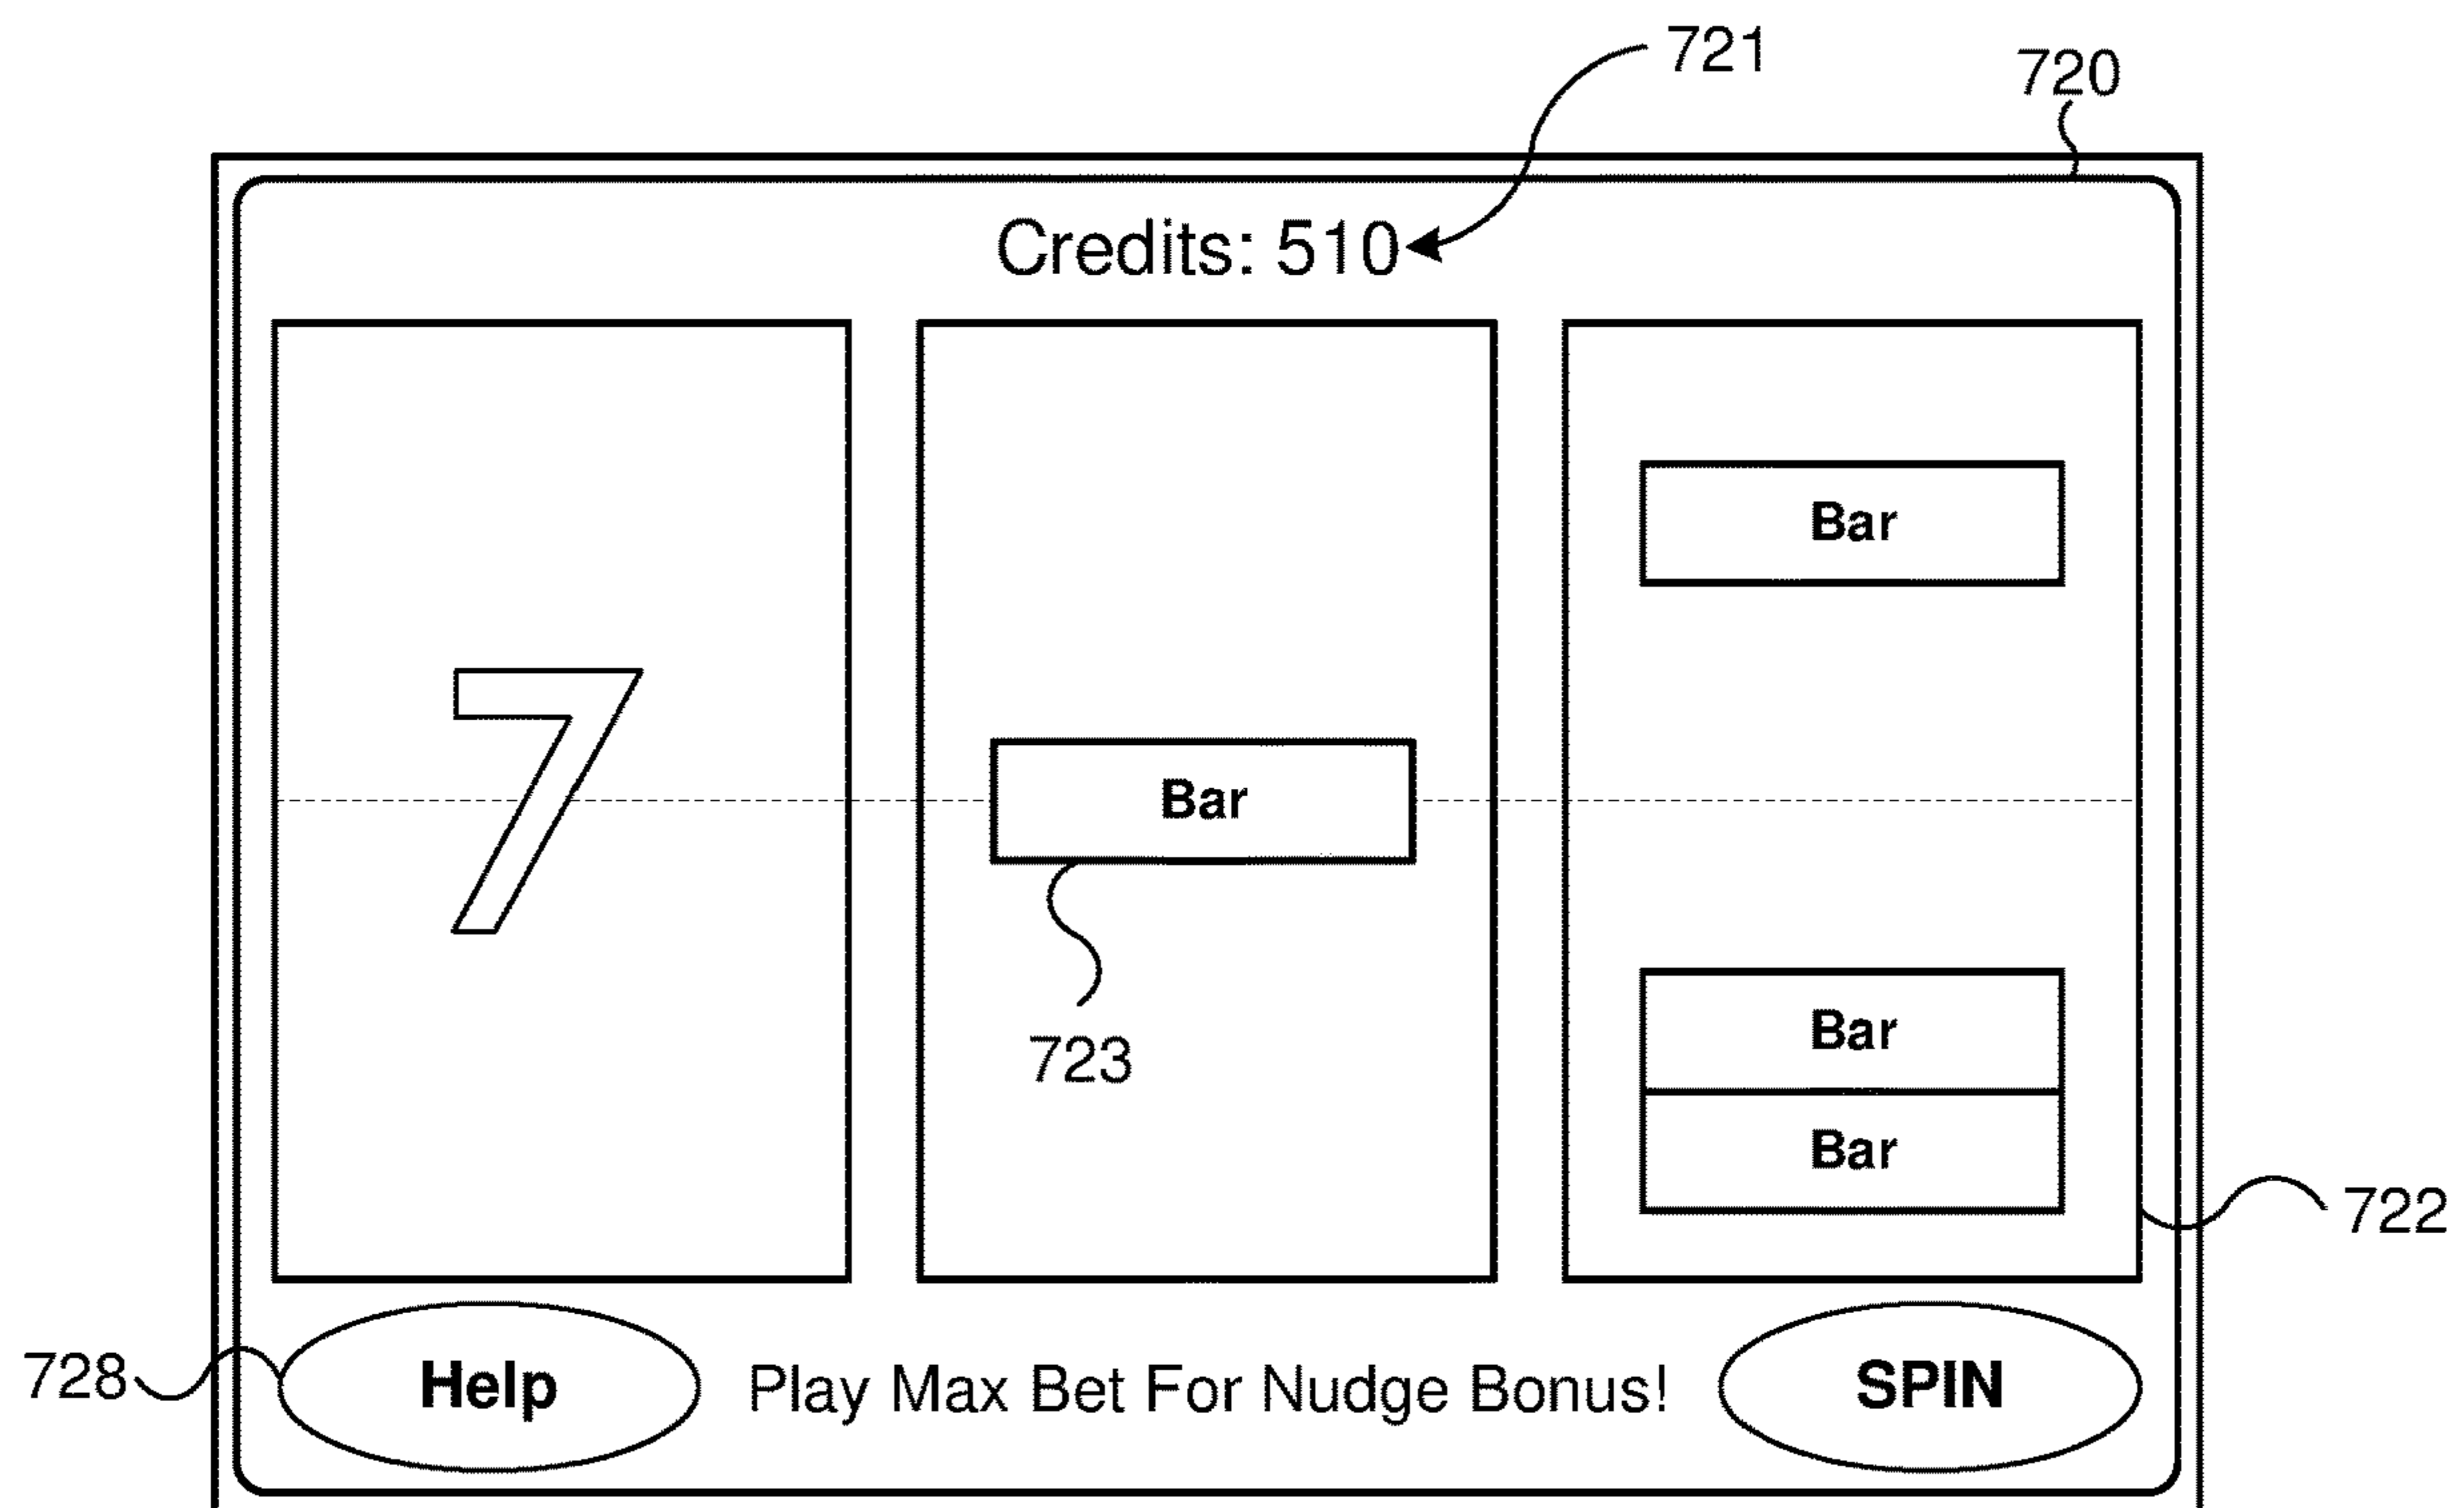 721
720
Credits: 510
Bar
7
Bar
723
Bar
Bar
722
728
Help
Play Max Bet For Nudge Bonus!
SPIN